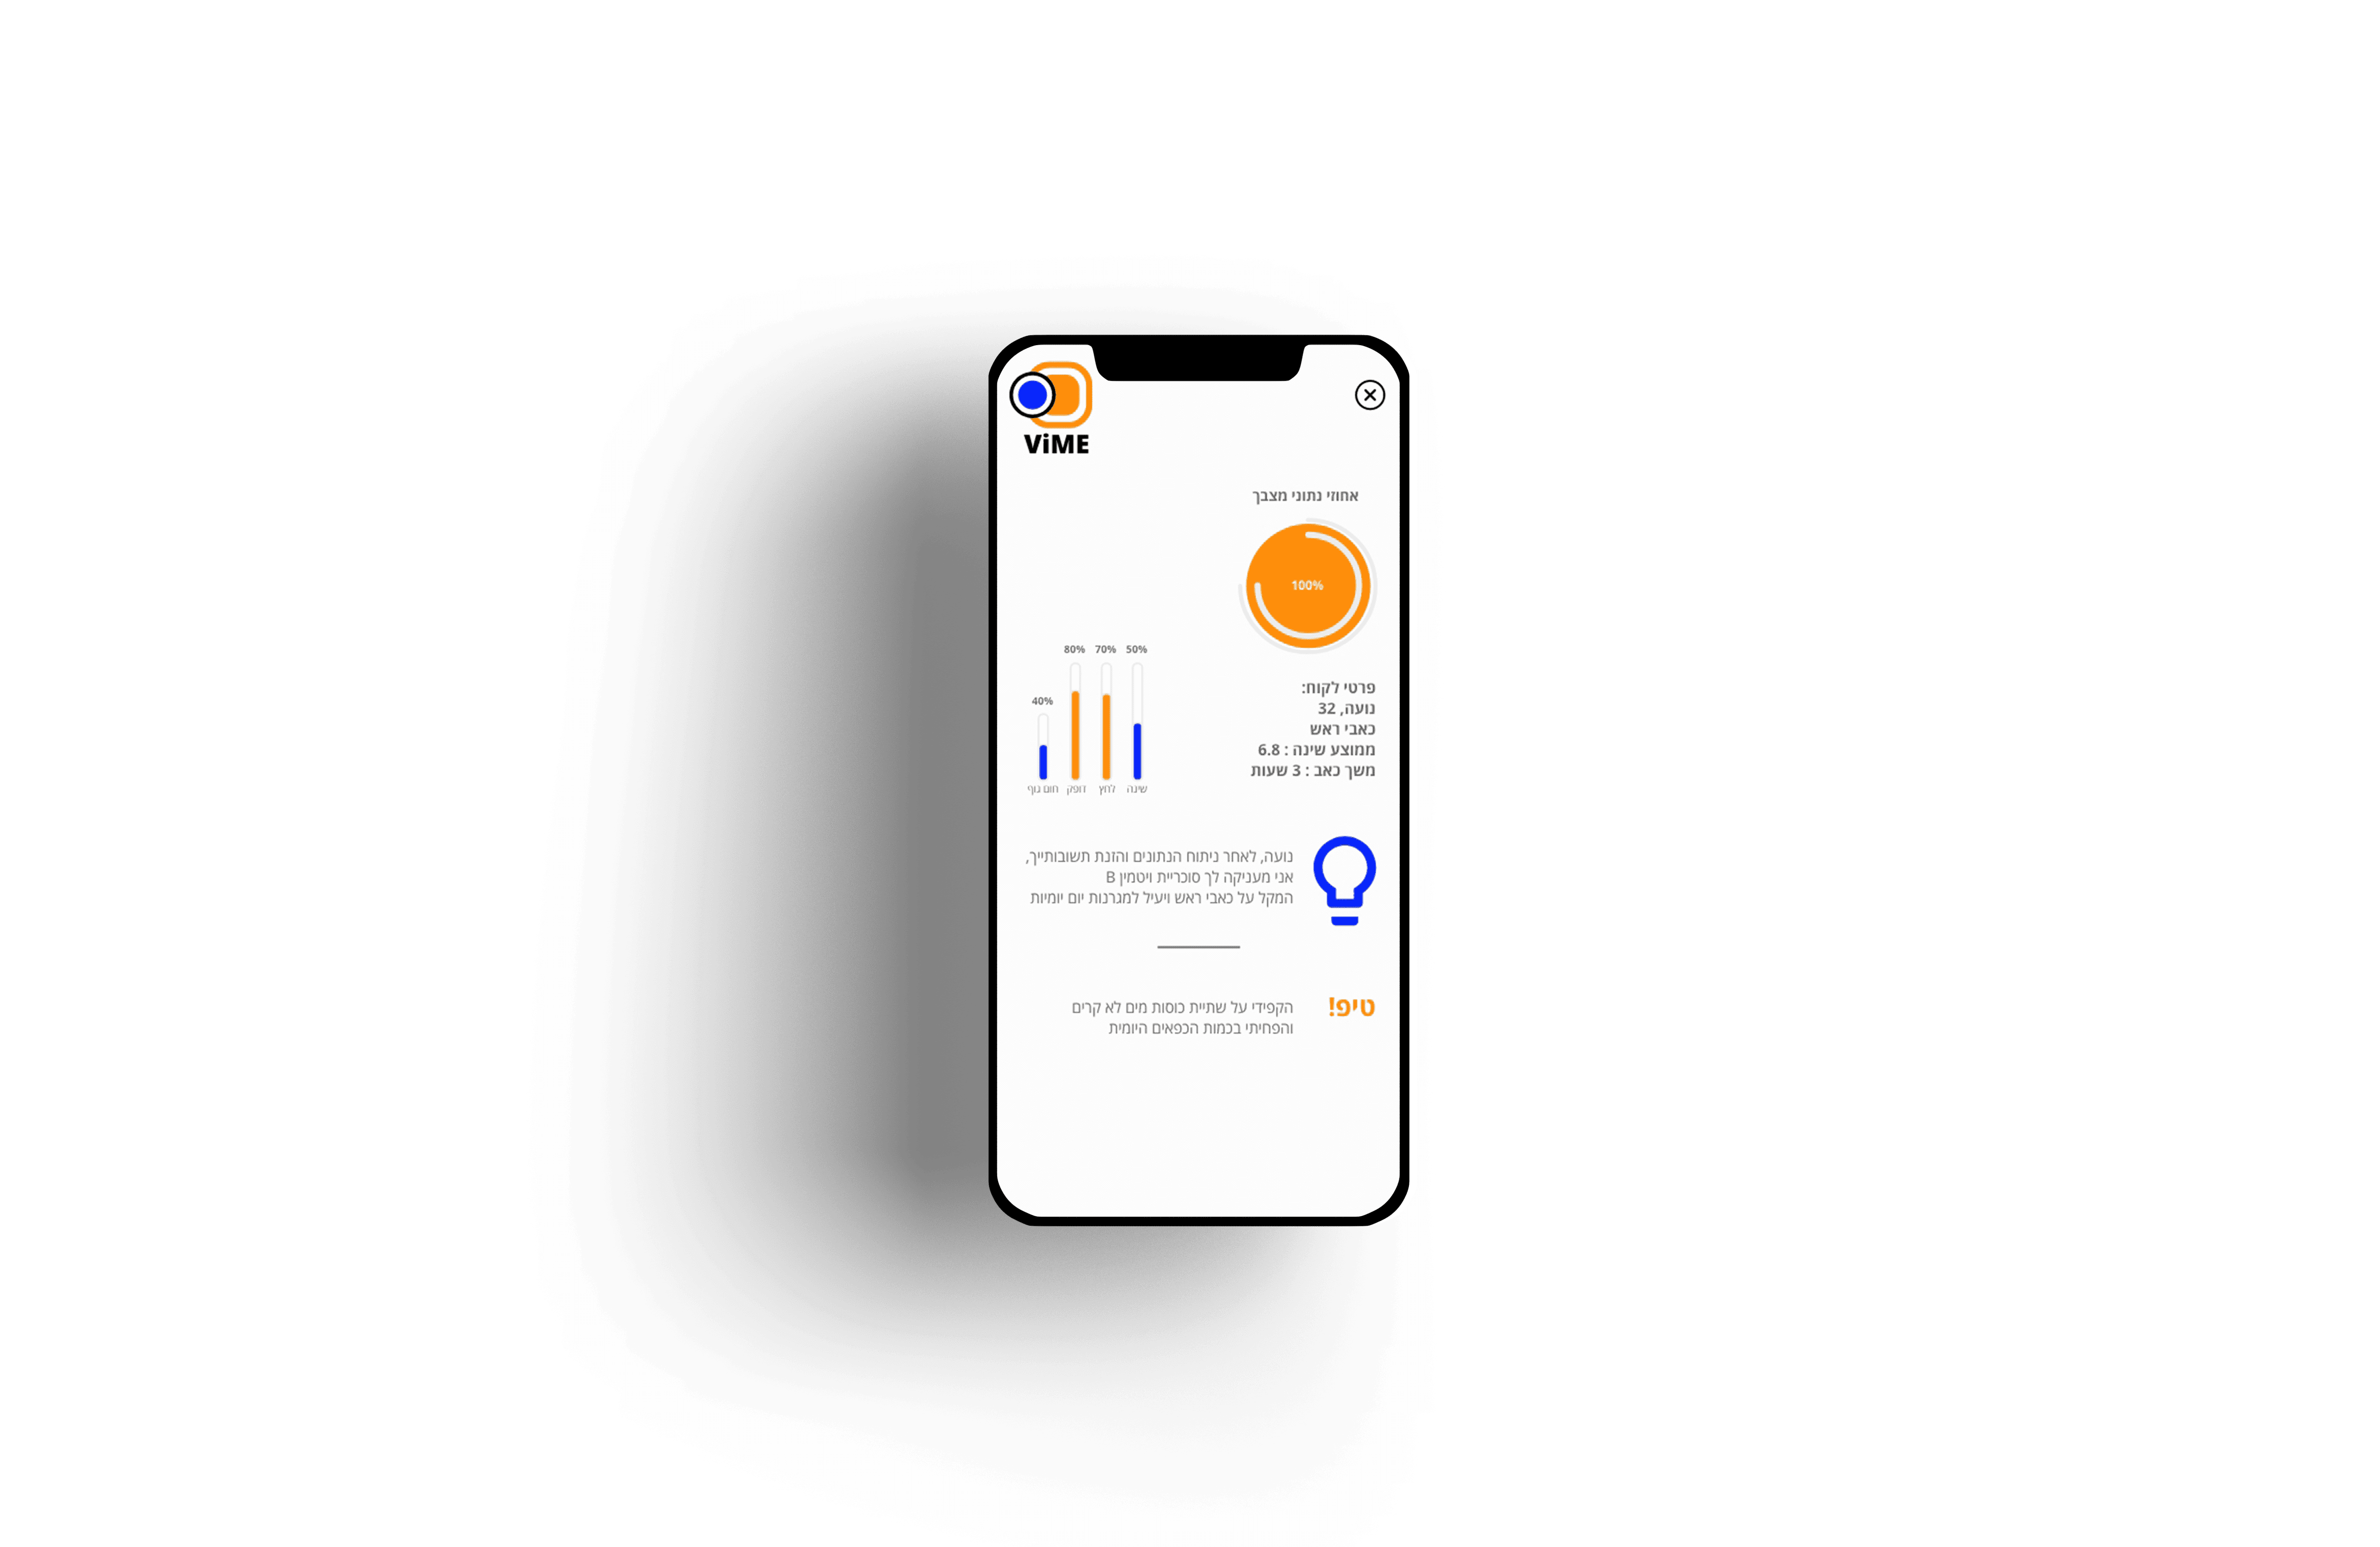 ViME
אחוזי נתוני מצבך
100%
פרטי לקוח:
נועה, 32
כאבי ראש
ממוצע שינה : 6.8
משך כאב : 3 שעות
50%
70%
80%
40%
שינה
לחץ
דופק
חום גוף
נועה, לאחר ניתוח הנתונים והזנת תשובותייך,
אני מעניקה לך סוכריית ויטמין B
המקל על כאבי ראש ויעיל למגרנות יום יומיות
טיפ!
הקפידי על שתיית כוסות מים לא קרים
והפחיתי בכמות הכפאים היומית